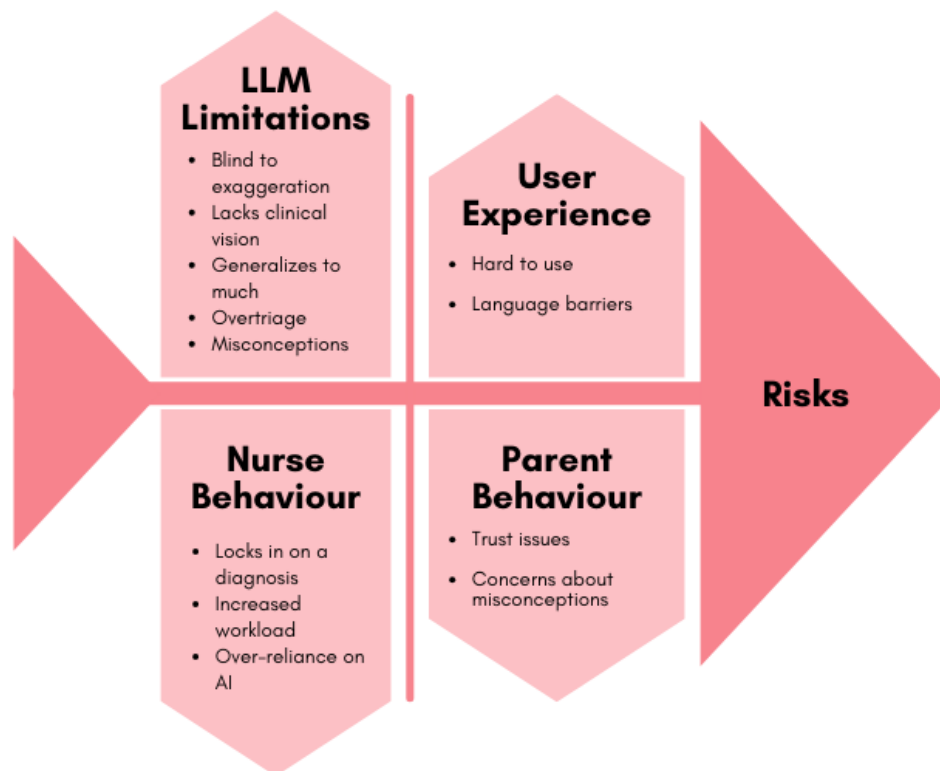 LLM
Limitations
• Blind to
exaggeration
• Lacks clinical
vision
• Generalizes to
much
• Overtriage
• Misconceptions
User
Experience
• Hard to use
• Language barriers
Risks
Nurse
Behaviour
• Locks in on a
diagnosis
• Increased
workload
• Over-reliance on
AI
Parent
Behaviour
• Trust issues
• Concerns about
misconceptions